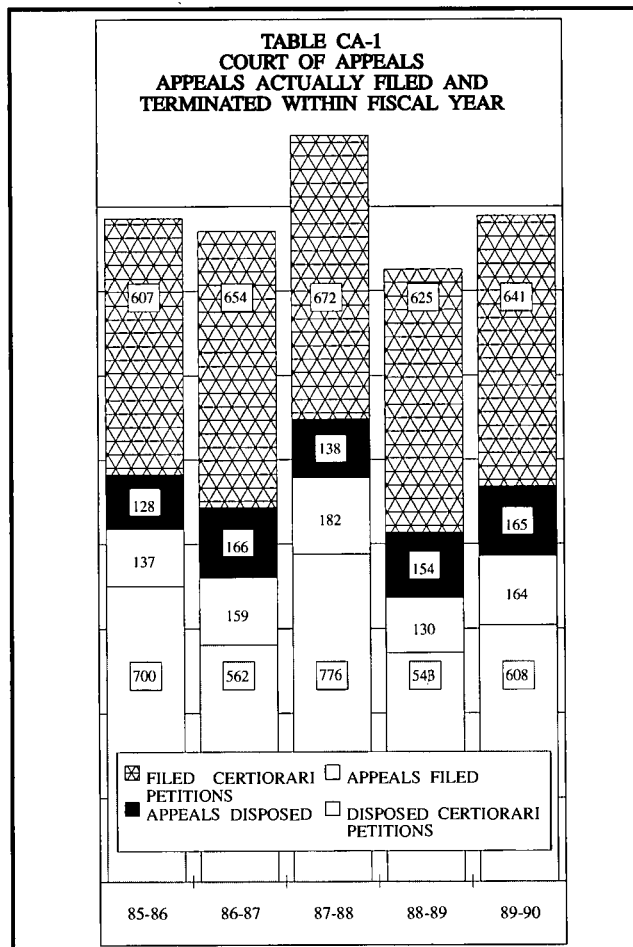 TABLE CA-1
COURT OF APPEALS
APPEALS ACTUALLY FILED AND
TERMINATED WITHIN FISCAL YEAR
607 654 672 625 641
128 166 138 154 165
137 159 182 130 164
700 562 776 543 608
FILED CERTIORARI PETITIONS
APPEALS FILED
APPEALS DISPOSED
DISPOSED CERTIORARI PETITIONS
85-86 86-87 87-88 88-89 89-90